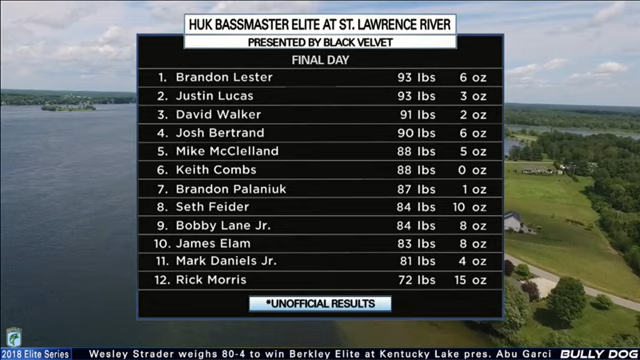 HUK BASSMASTER ELITE AT ST. LAWRENCE RIVER
PRESENTED BY BLACK VELVET
FINAL DAY
1. Brandon Lester 93 lbs 6 oz
2. Justin Lucas 93 lbs 3 oz
3. David Walker 91 lbs 2 oz
4. Josh Bertrand 90 lbs 6 oz
5. Mike McClelland 88 lbs 5 oz
6. Keith Combs 88 lbs 0 oz
7. Brandon Palaniuk 87 lbs 1 oz
8. Seth Feider 84 lbs 10 oz
9. Bobby Lane Jr. 84 lbs 8 oz
10. James Elam 83 lbs 8 oz
11. Mark Daniels Jr. 81 lbs 4 oz
12. Rick Morris 72 lbs 15 oz
*UNOFFICIAL RESULTS
2018 Elite Series Wesley Strader weighs 80-4 to win Berkley Elite at Kentucky Lake pres. Abu Garci BULLY DOG